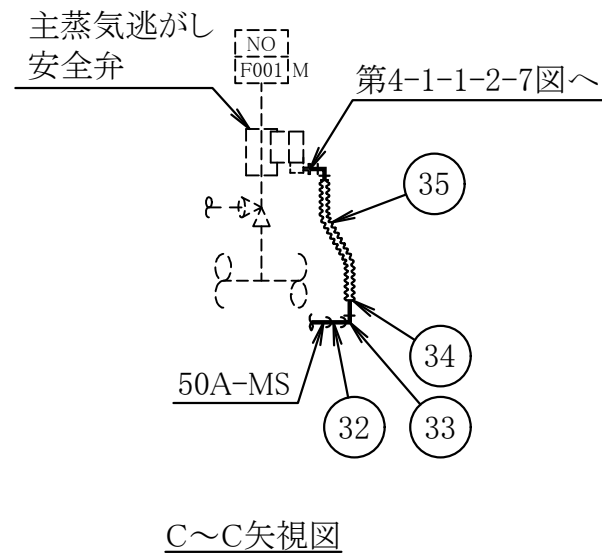 主蒸気逃がし
安全弁
NO
F001 M
第4-1-1-2-7図へ
35
34
50A-MS
32
33
C～C矢視図